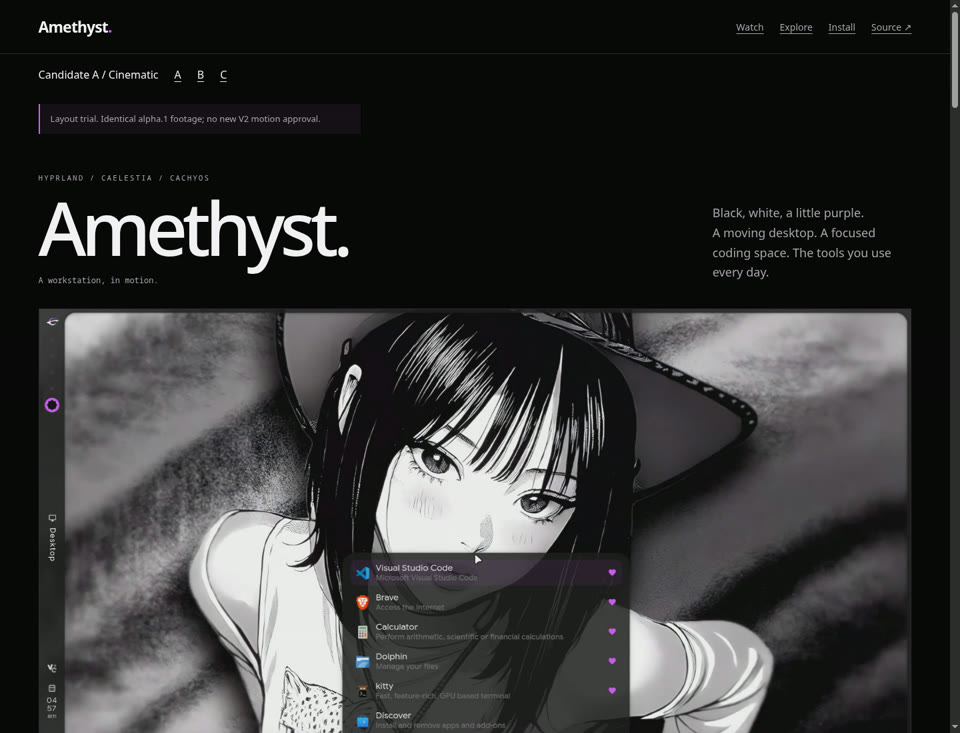 Amethyst.
Watch Explore Install Source ↗
Candidate A / Cinematic A B C
Layout trial. Identical alpha.1 footage; no new V2 motion approval.
HYPRLAND / CAELESTIA / CACHYOS
Amethyst.
A workstation, in motion.
Black, white, a little purple.
A moving desktop. A focused
coding space. The tools you use
every day.
Desktop
04
57
am
Visual Studio Code
Microsoft Visual Studio Code
Brave
Access the Internet
Calculator
Perform arithmetic, scientific or financial calculations
Dolphin
Manage your files
kitty
Fast, feature-rich, GPU based terminal
Discover
Install and remove apps and add-ons